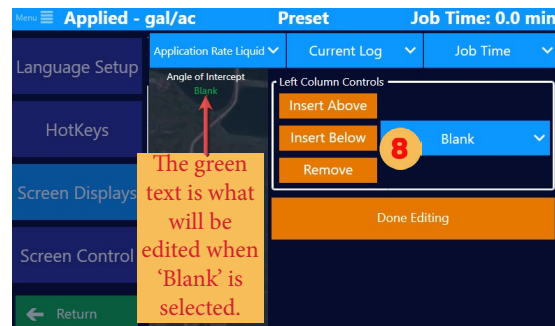 Menu Applied - gal/ac Preset Job Time: 0.0 min
Application Rate Liquid Current Log Job Time
Language Setup
HotKeys
Screen Displays
Screen Control
Return
Angle of Intercept
Blank
The green
text is what
will be
edited when
‘Blank’ is
selected.
Left Column Controls
Insert Above
Insert Below
Remove
8
Blank
Done Editing